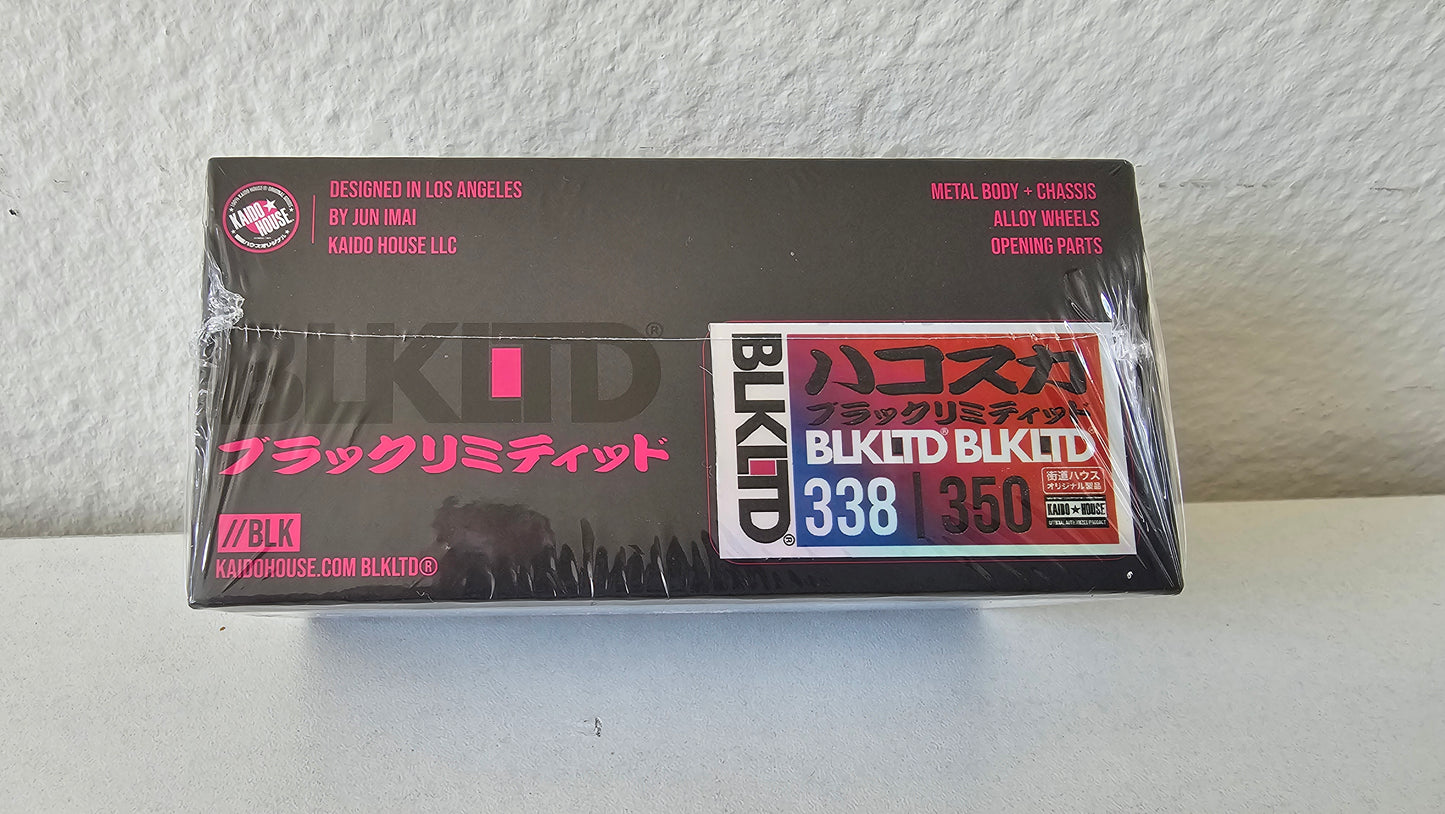 KAIDO★HOUSE
DESIGNED IN LOS ANGELES
BY JUN IMAI
KAIDO HOUSE LLC
METAL BODY + CHASSIS
ALLOY WHEELS
OPENING PARTS
BLKLTD®
ブラックリミティッド
//BLK
KAIDOHOUSE.COM BLKLTD®
BLKLTD®
ハコスカ
ブラックリミティッド
BLKLTD® BLKLTD®
338 | 350
街道ハウス
オリジナル製品
KAIDO★HOUSE